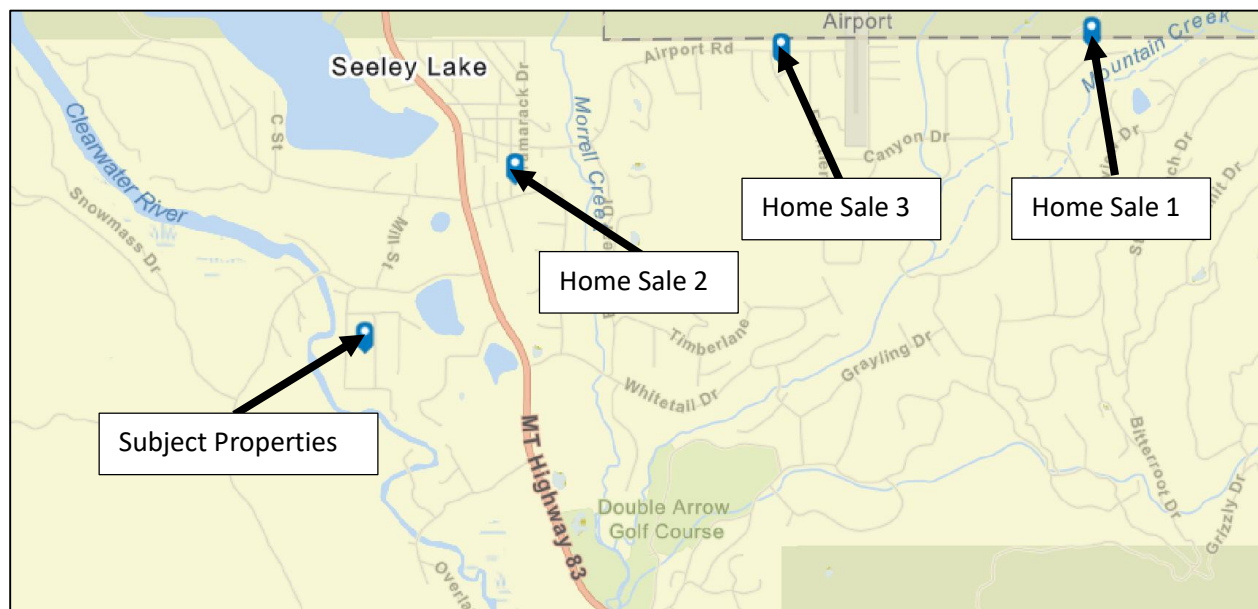 Airport
Airport Rd
Seeley Lake
Mountain Creek
C St
Morrell
Canyon Dr
Clearwater River
Home Sale 3
Home Sale 1
Snowmass Dr
Mill St
Home Sale 2
Timberlane
Grayling Dr
Whitetail Dr
Subject Properties
MT Highway 83
Bitterroot Dr
Grizzly Dr
Double Arrow
Golf Course